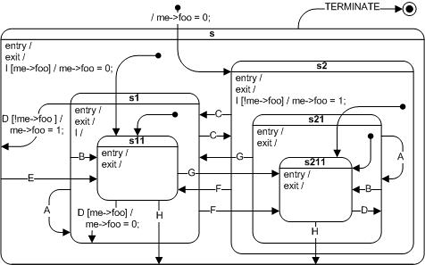 TERMINATE
/ me->foo = 0;
s
entry /
exit /
I [me->foo] / me->foo = 0;
s2
entry /
exit /
I [!me->foo] / me->foo = 1;
D [!me->foo] /
me->foo = 1;
s1
entry /
exit /
I /
C
C
s21
entry /
exit /
s11
entry /
exit /
B
G
A
s211
entry /
exit /
E
G
F
B
A
D [me->foo] /
me->foo = 0;
H
F
D
H